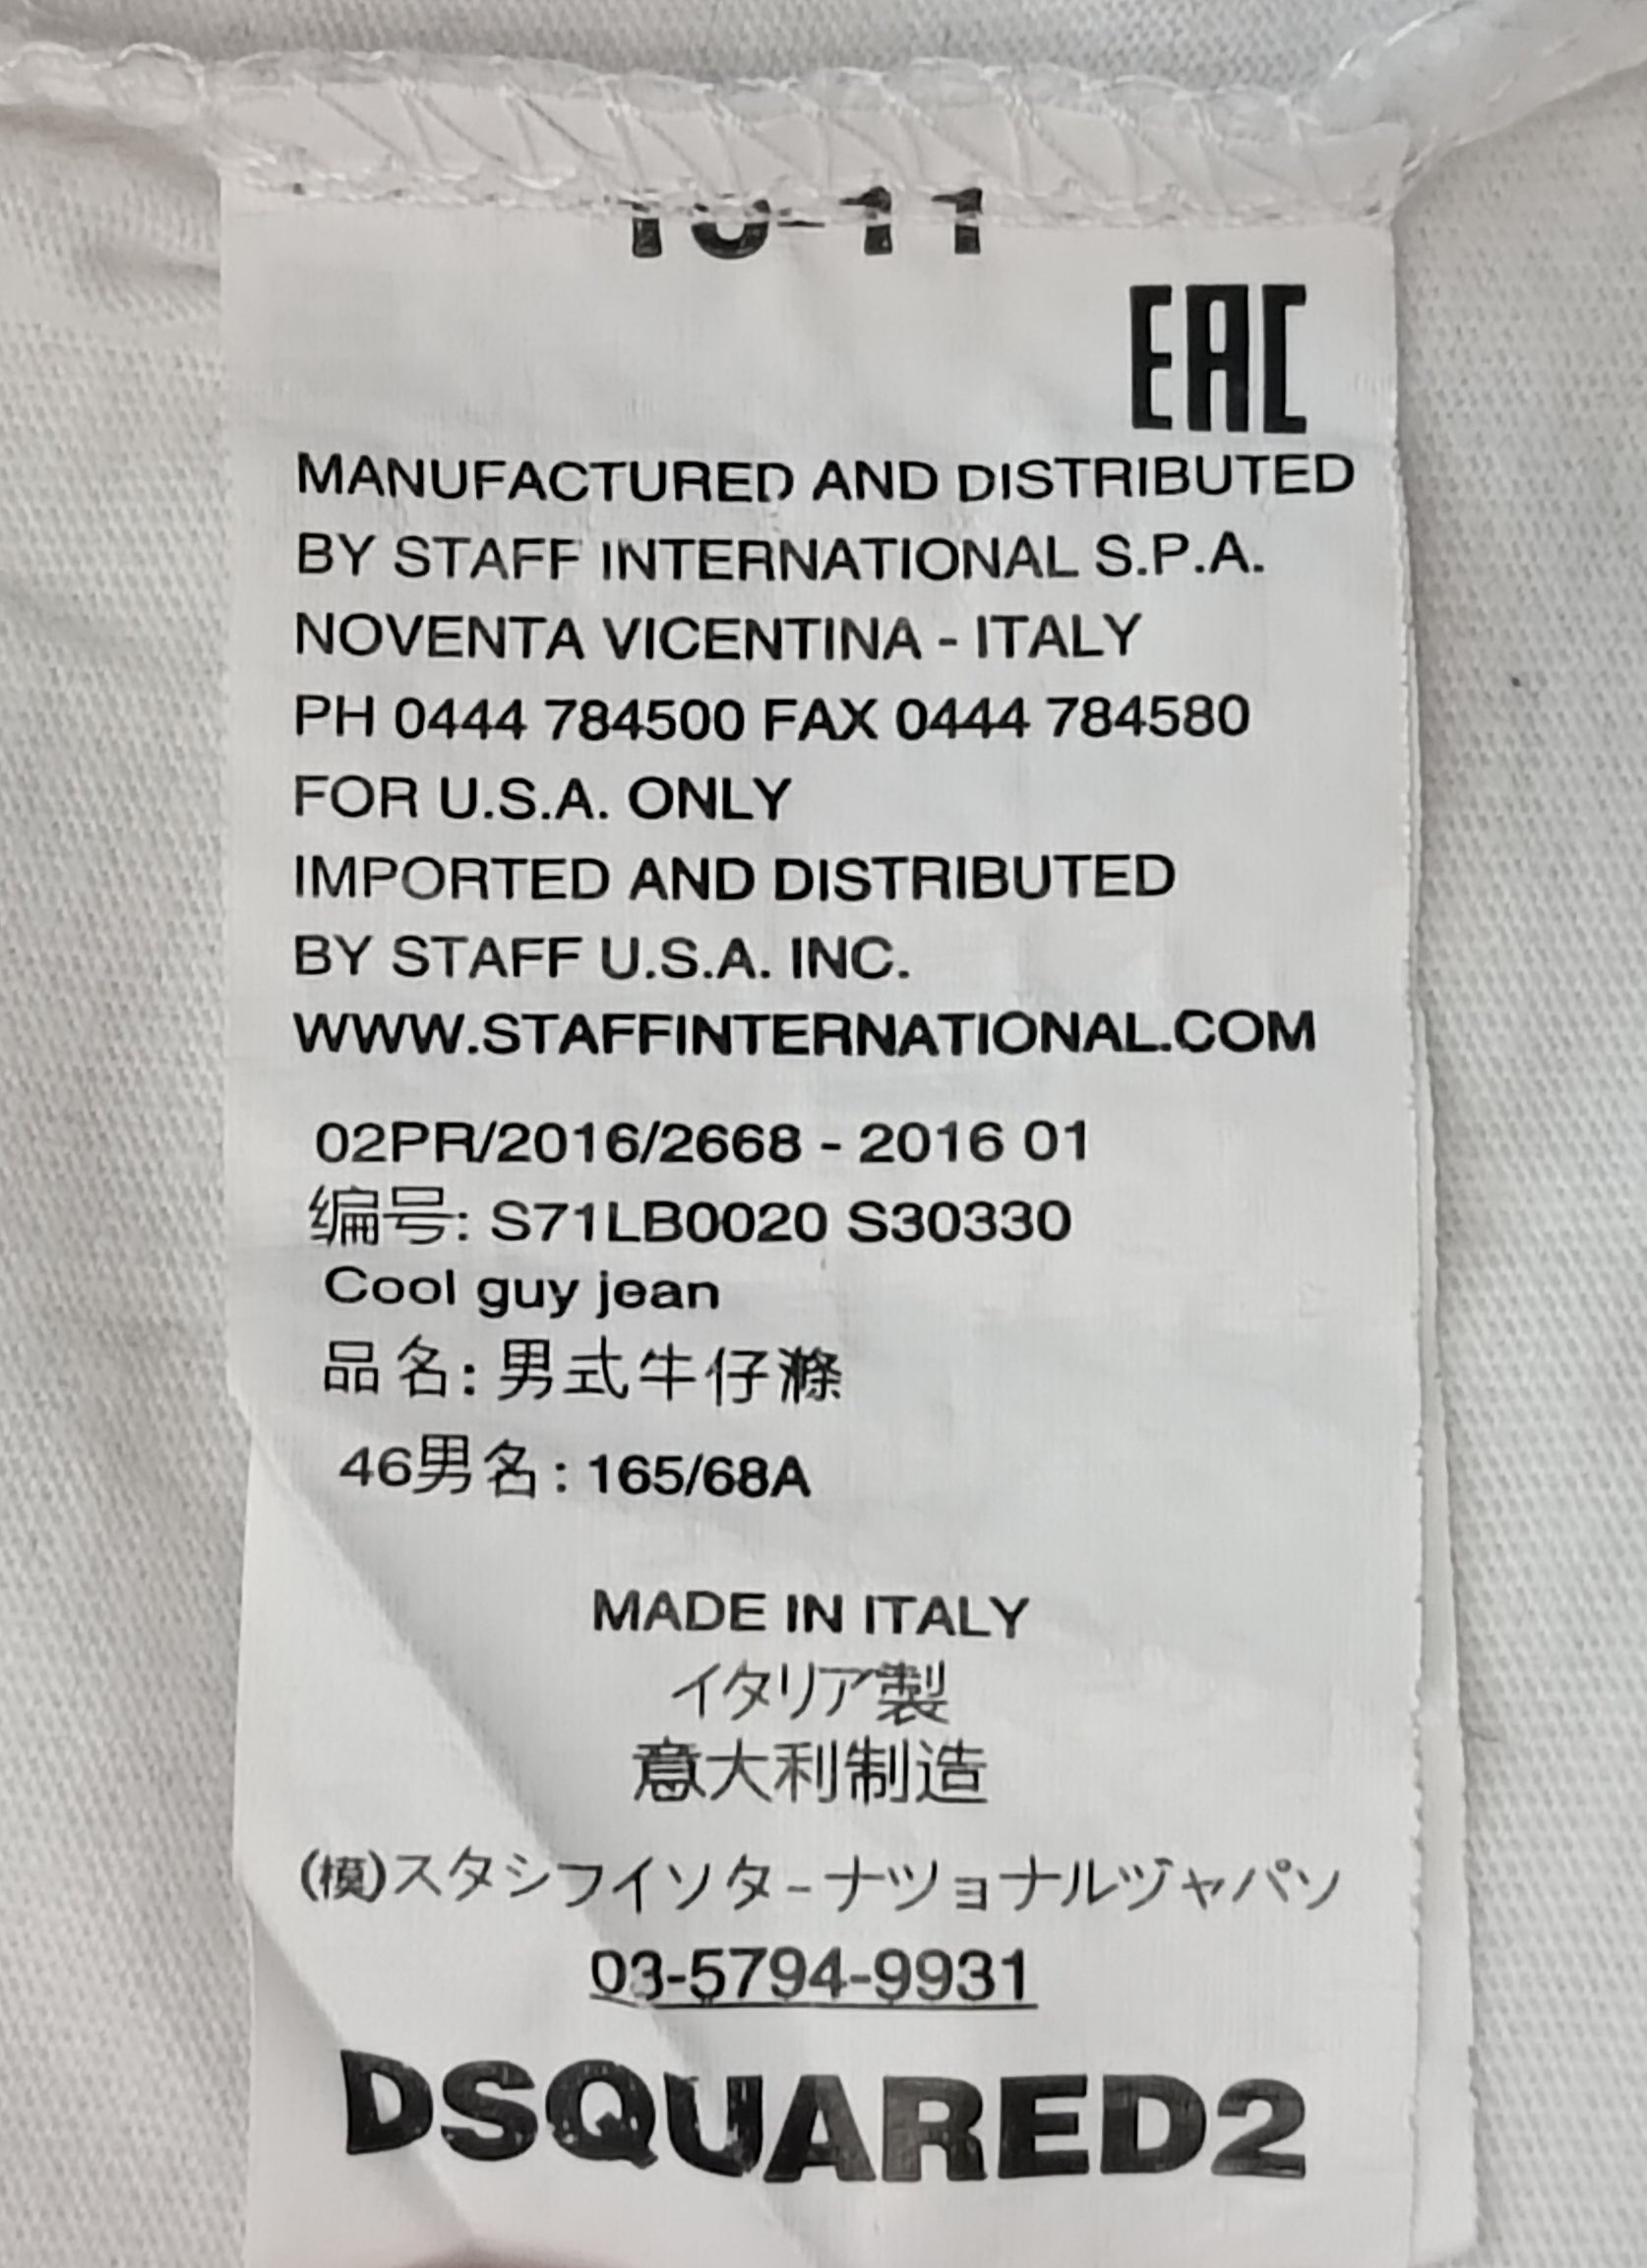 10-11
EAC
MANUFACTURED AND DISTRIBUTED
BY STAFF INTERNATIONAL S.P.A.
NOVENTA VICENTINA - ITALY
PH 0444 784500 FAX 0444 784580
FOR U.S.A. ONLY
IMPORTED AND DISTRIBUTED
BY STAFF U.S.A. INC.
WWW.STAFFINTERNATIONAL.COM
02PR/2016/2668 - 2016 01
编号: S71LB0020 S30330
Cool guy jean
品名: 男式牛仔滌
46男名: 165/68A
MADE IN ITALY
イタリア製
意大利制造
(模)スタシフイソタ-ナツョナルヅャパソ
03-5794-9931
DSQUARED2